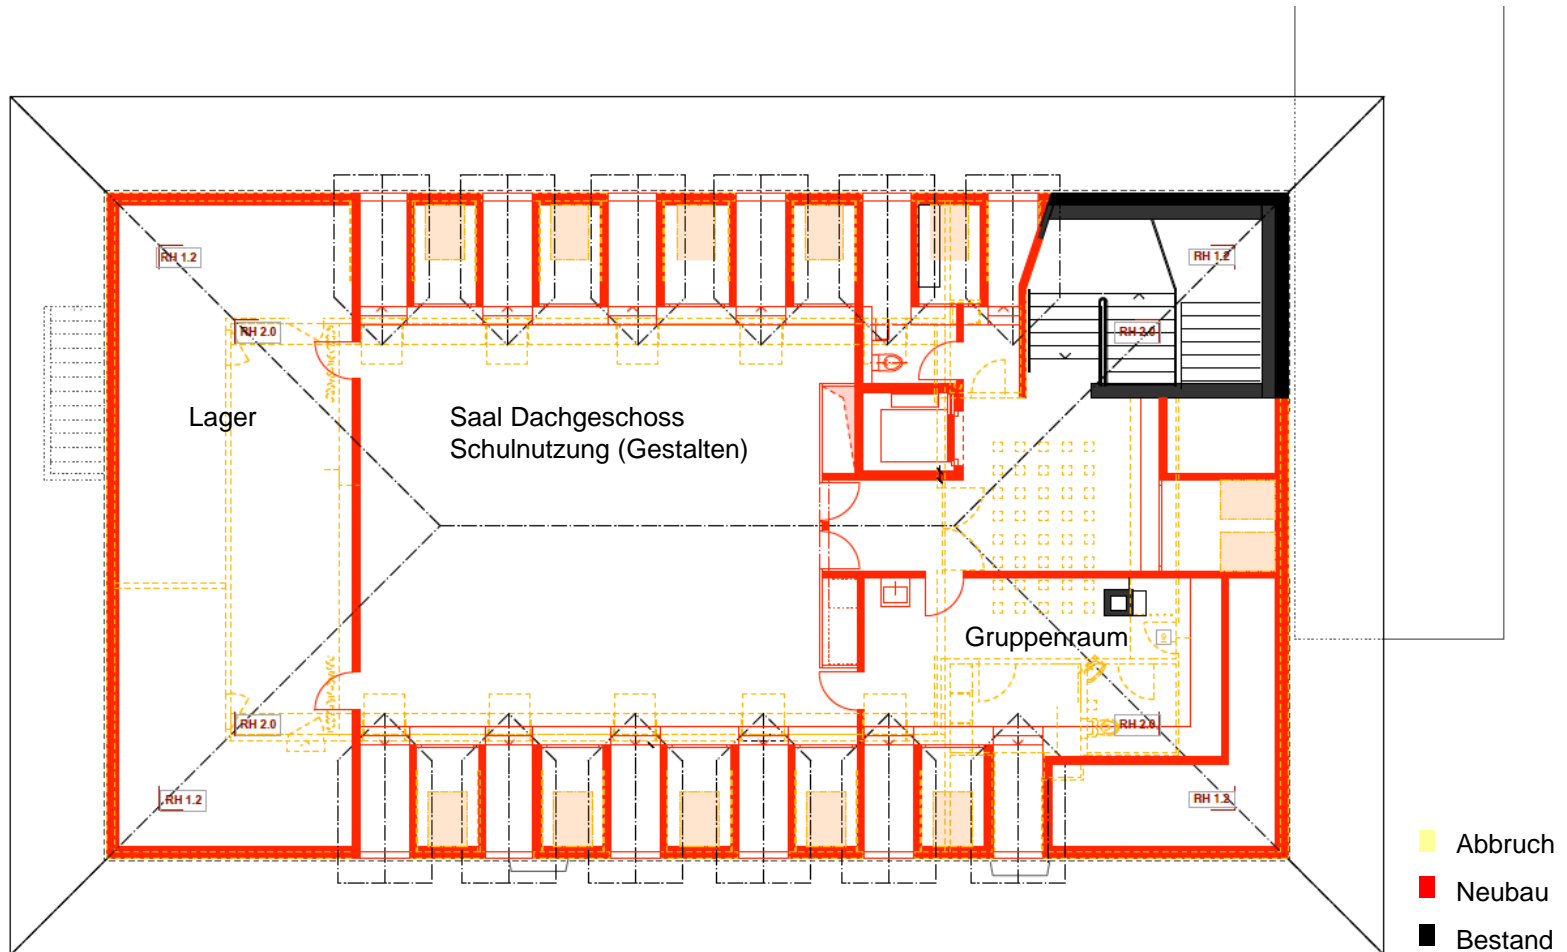 RH 1.2
RH 1.2
RH 2.0
RH 2.0
Lager
Saal Dachgeschoss
Schulnutzung (Gestalten)
Gruppenraum
RH 2.0
RH 2.0
RH 1.2
RH 1.2
Abbruch
Neubau
Bestand